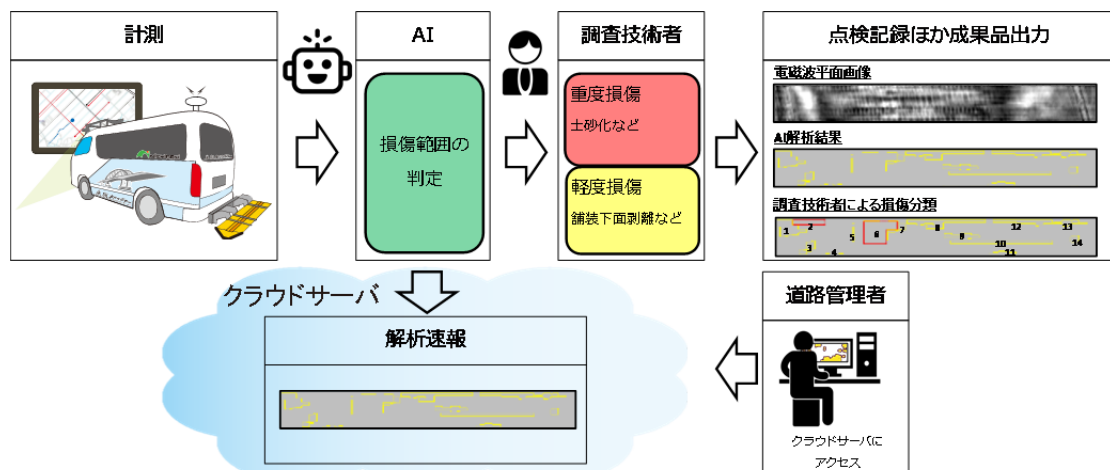 計測
AI
損傷範囲の
判定
調査技術者
重度損傷
土砂化など
軽度損傷
舗装下面剥離など
点検記録ほか成果品出力
電磁波平面画像
AI解析結果
調査技術者による損傷分類
1
2
3
4
5
6
7
8
9
10
11
12
13
14
クラウドサーバ
解析速報
道路管理者
クラウドサーバに
アクセス